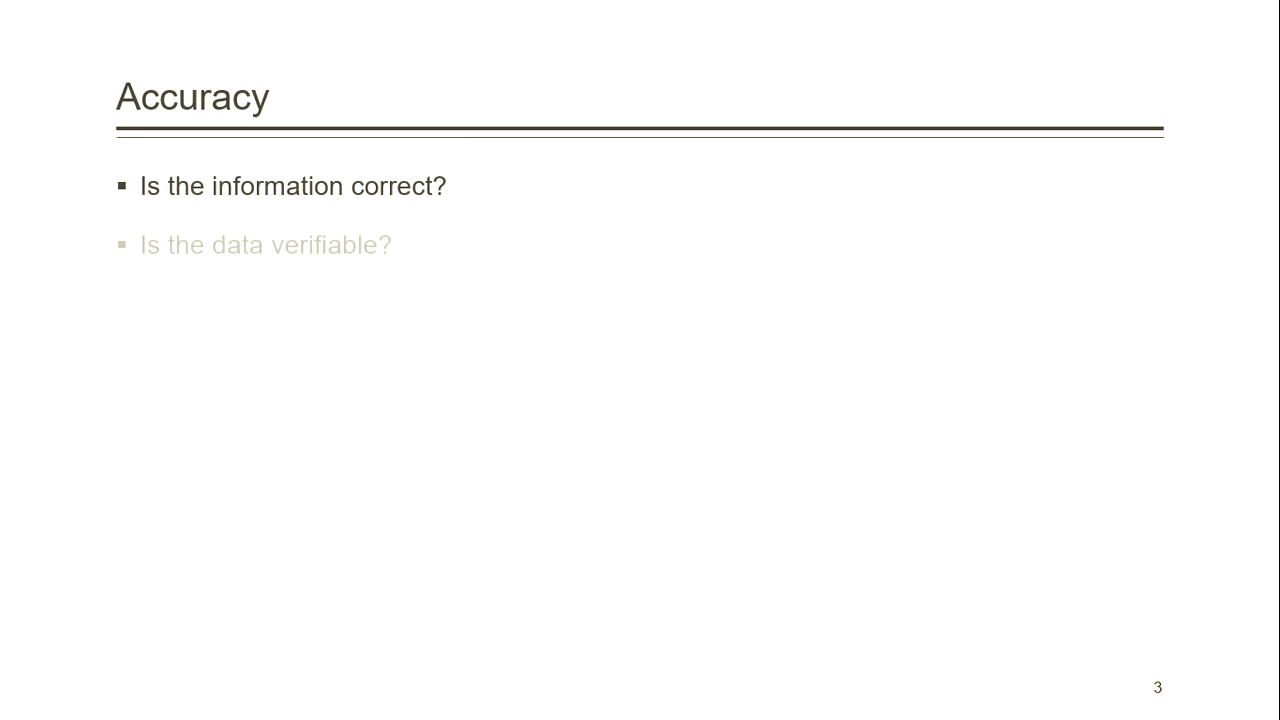 Accuracy
▪ Is the information correct?
▪ Is the data verifiable?
3